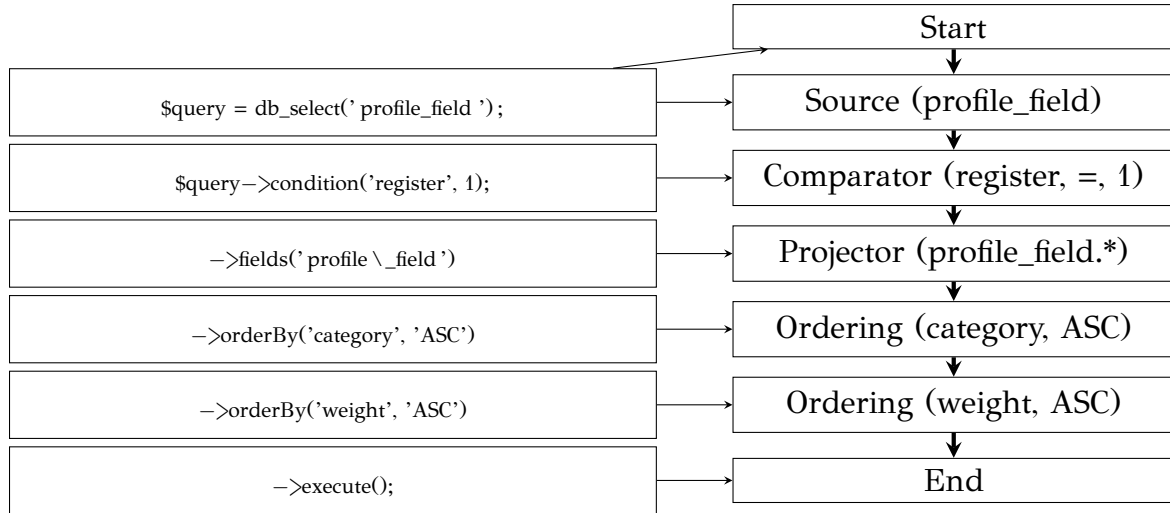 Start
$query = db_select(' profile_field ');
Source (profile_field)
$query−>condition('register', 1);
Comparator (register, =, 1)
−>fields(' profile \_field ')
Projector (profile_field.*)
−>orderBy('category', 'ASC')
Ordering (category, ASC)
−>orderBy('weight', 'ASC')
Ordering (weight, ASC)
−>execute();
End